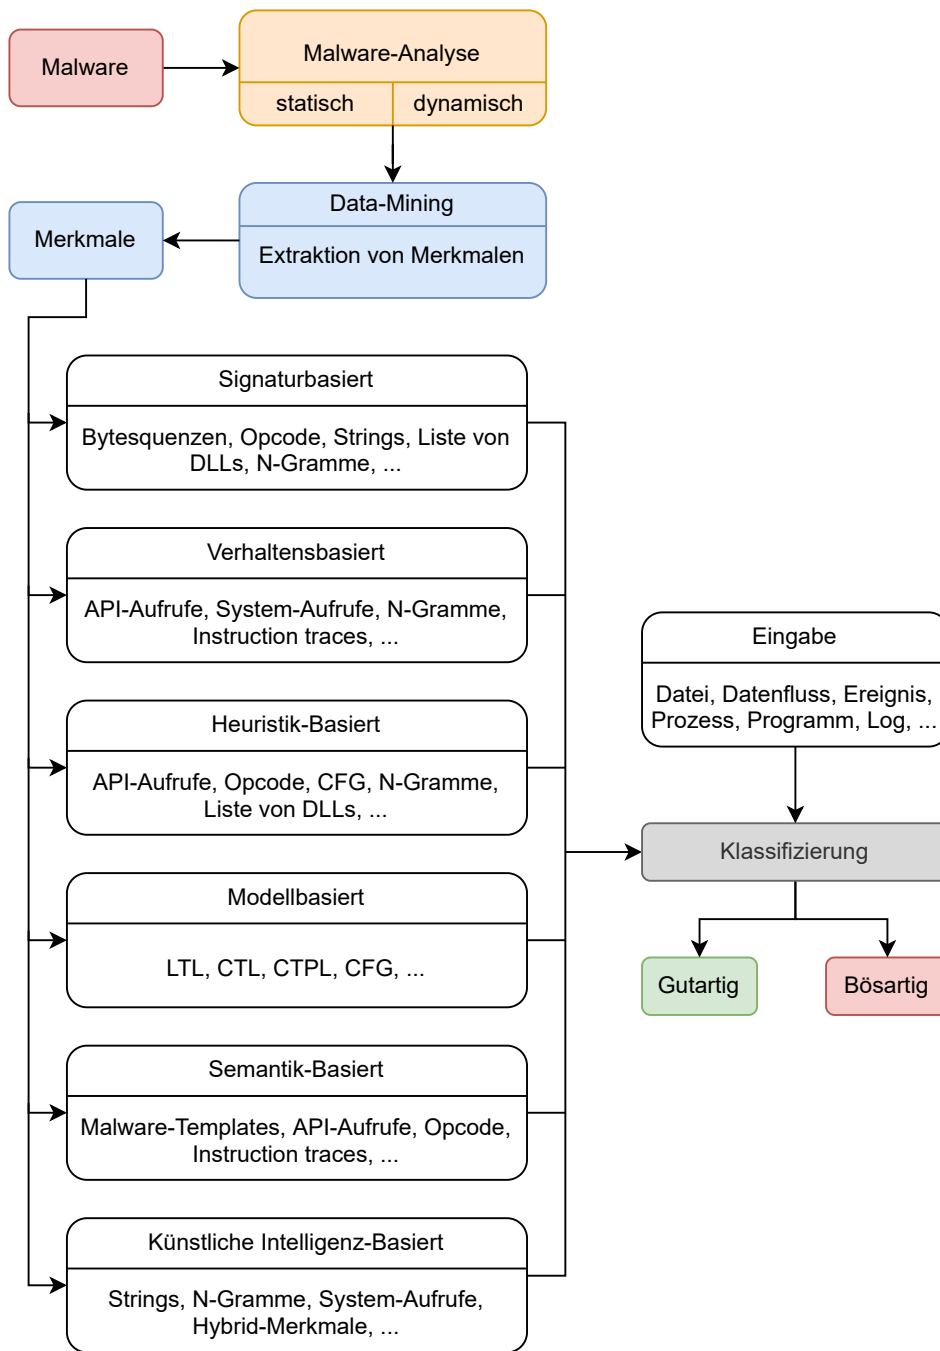 Malware
Malware-Analyse
statisch
dynamisch
Data-Mining
Extraktion von Merkmalen
Merkmale
Signaturbasiert
Bytesquenzen, Opcode, Strings, Liste von
DLLs, N-Gramme, ...
Verhaltensbasiert
API-Aufrufe, System-Aufrufe, N-Gramme,
Instruction traces, ...
Heuristik-Basiert
API-Aufrufe, Opcode, CFG, N-Gramme,
Liste von DLLs, ...
Modellbasiert
LTL, CTL, CTPL, CFG, ...
Semantik-Basiert
Malware-Templates, API-Aufrufe, Opcode,
Instruction traces, ...
Künstliche Intelligenz-Basiert
Strings, N-Gramme, System-Aufrufe,
Hybrid-Merkmale, ...
Eingabe
Datei, Datenfluss, Ereignis,
Prozess, Programm, Log, ...
Klassifizierung
Gutartig
Bösartig